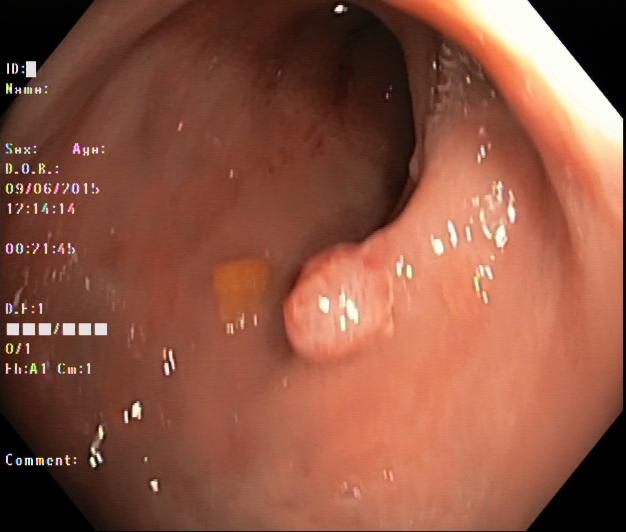 ID:
Name:
Sex: Age:
D.O.B.:
09/06/2015
12:14:14
00:21:45
D.F:1
■■■/■■■
0/1
Eh:A1 Cm:1
Comment: